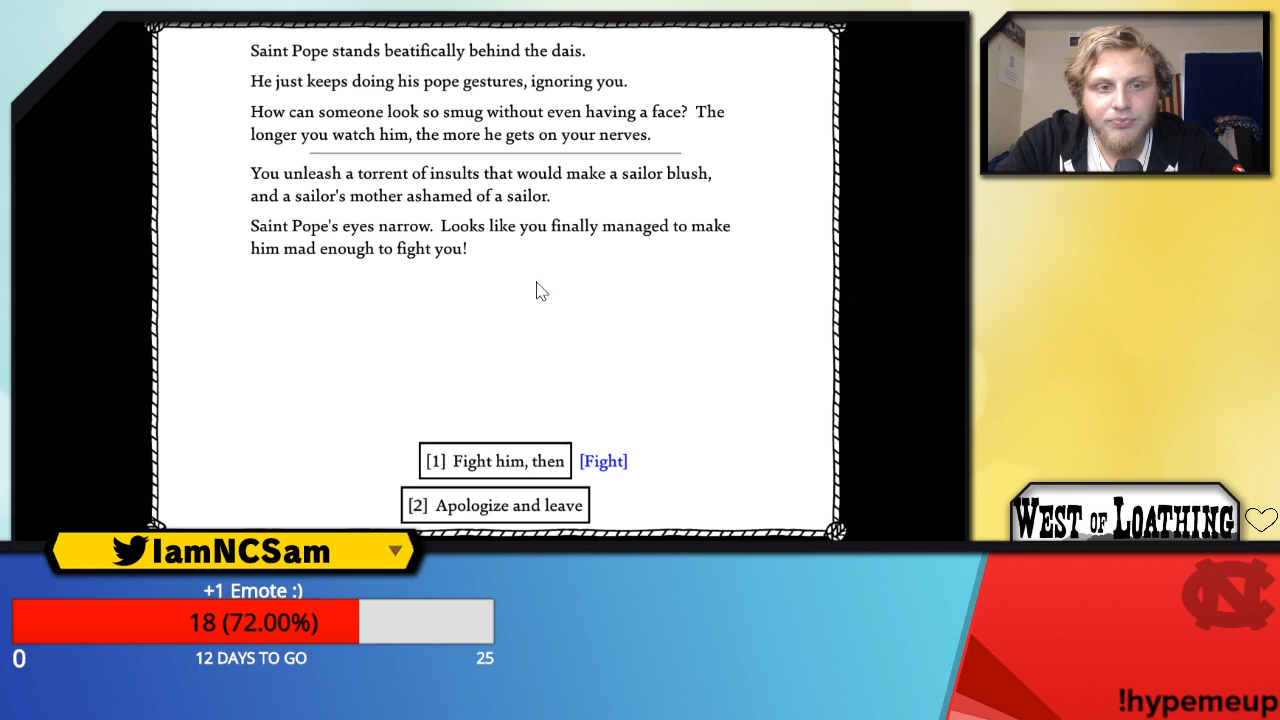 Saint Pope stands beatifically behind the dais.
He just keeps doing his pope gestures, ignoring you.
How can someone look so smug without even having a face? The
longer you watch him, the more he gets on your nerves.
You unleash a torrent of insults that would make a sailor blush,
and a sailor's mother ashamed of a sailor.
Saint Pope's eyes narrow. Looks like you finally managed to make
him mad enough to fight you!
[1] Fight him, then [Fight]
[2] Apologize and leave
WEST OF LOATHING
IamNCSam
+1 Emote :)
18 (72.00%)
0 12 DAYS TO GO 25
NC
!hypemeup